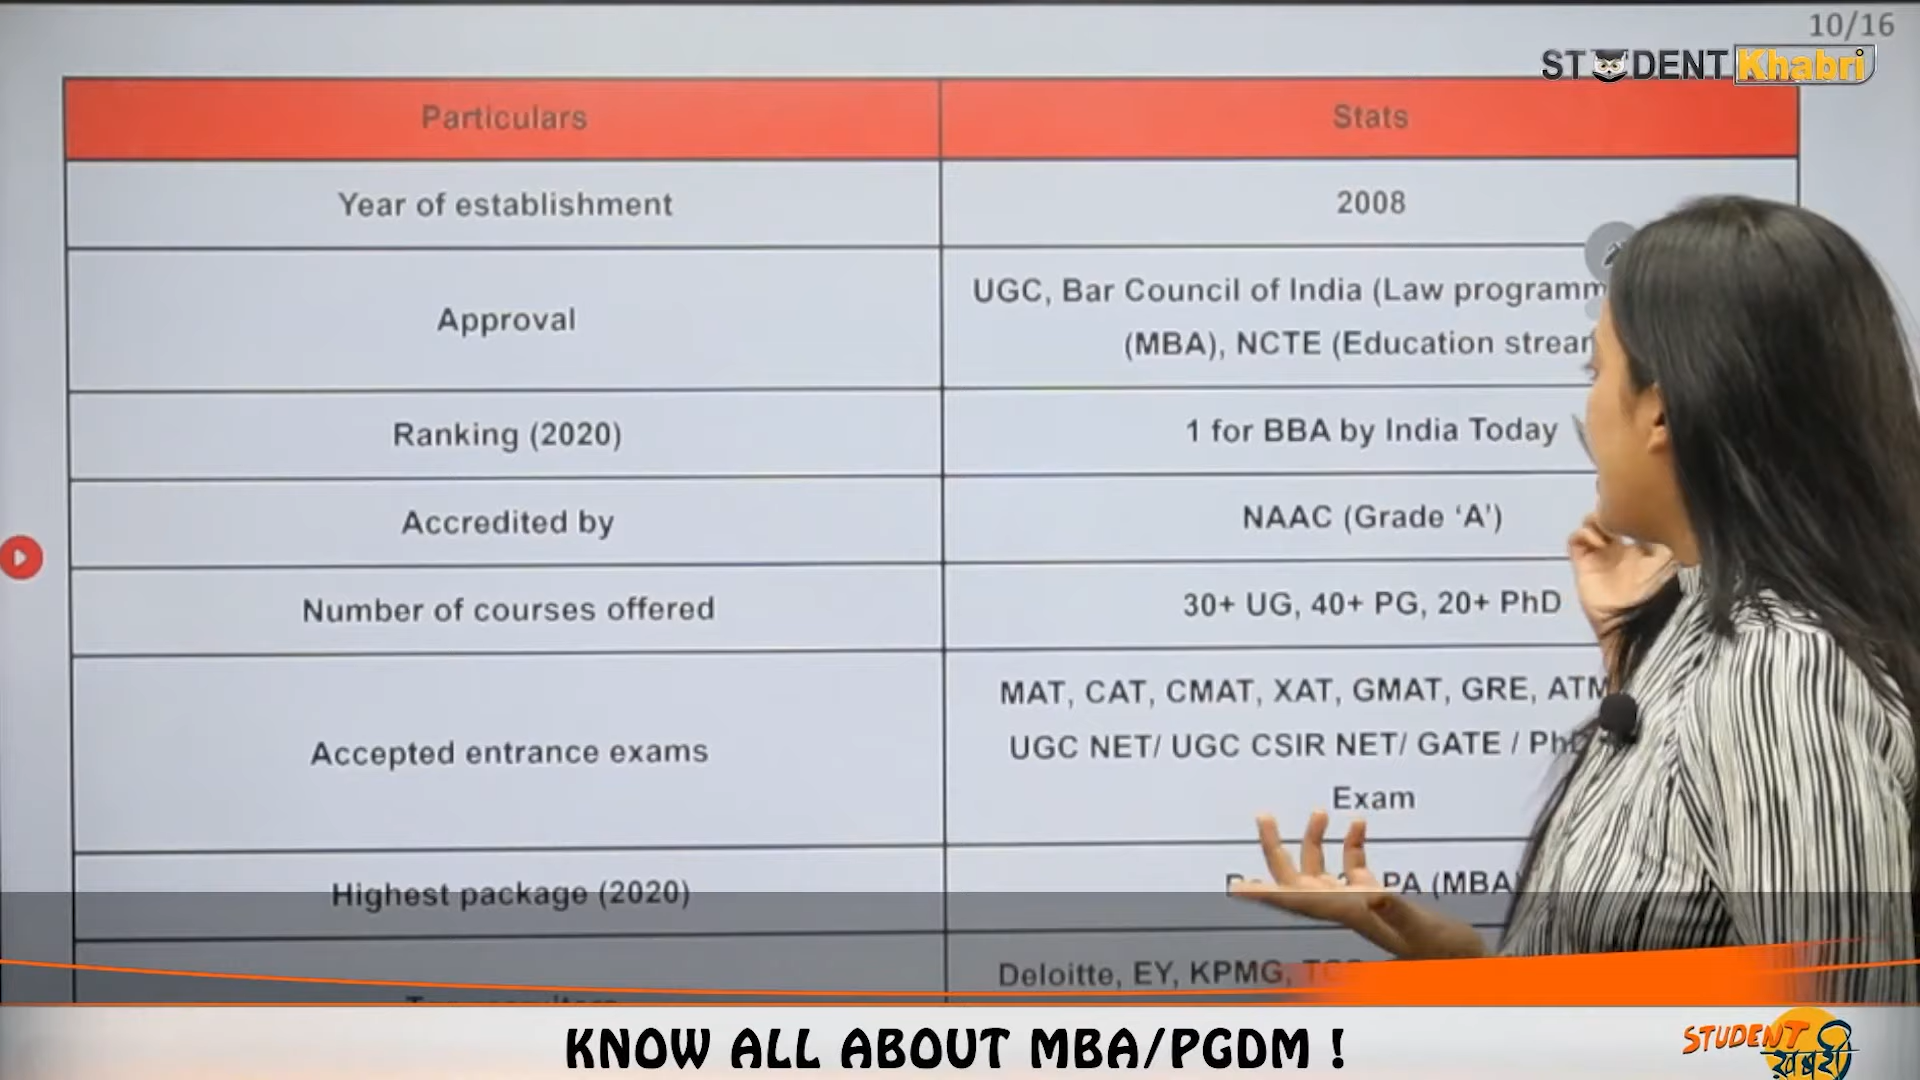 10/16
STUDENT Khabri
Particulars
Stats
Year of establishment
2008
Approval
UGC, Bar Council of India (Law programm
(MBA), NCTE (Education strea
Ranking (2020)
1 for BBA by India Today
Accredited by
NAAC (Grade ‘A’)
Number of courses offered
30+ UG, 40+ PG, 20+ PhD
Accepted entrance exams
MAT, CAT, CMAT, XAT, GMAT, GRE, ATM
UGC NET/ UGC CSIR NET/ GATE / PhD
Exam
Highest package (2020)
PA (MBA)
Deloitte, EY, KPMG,
KNOW ALL ABOUT MBA/PGDM !
STUDENT
ख़बरी